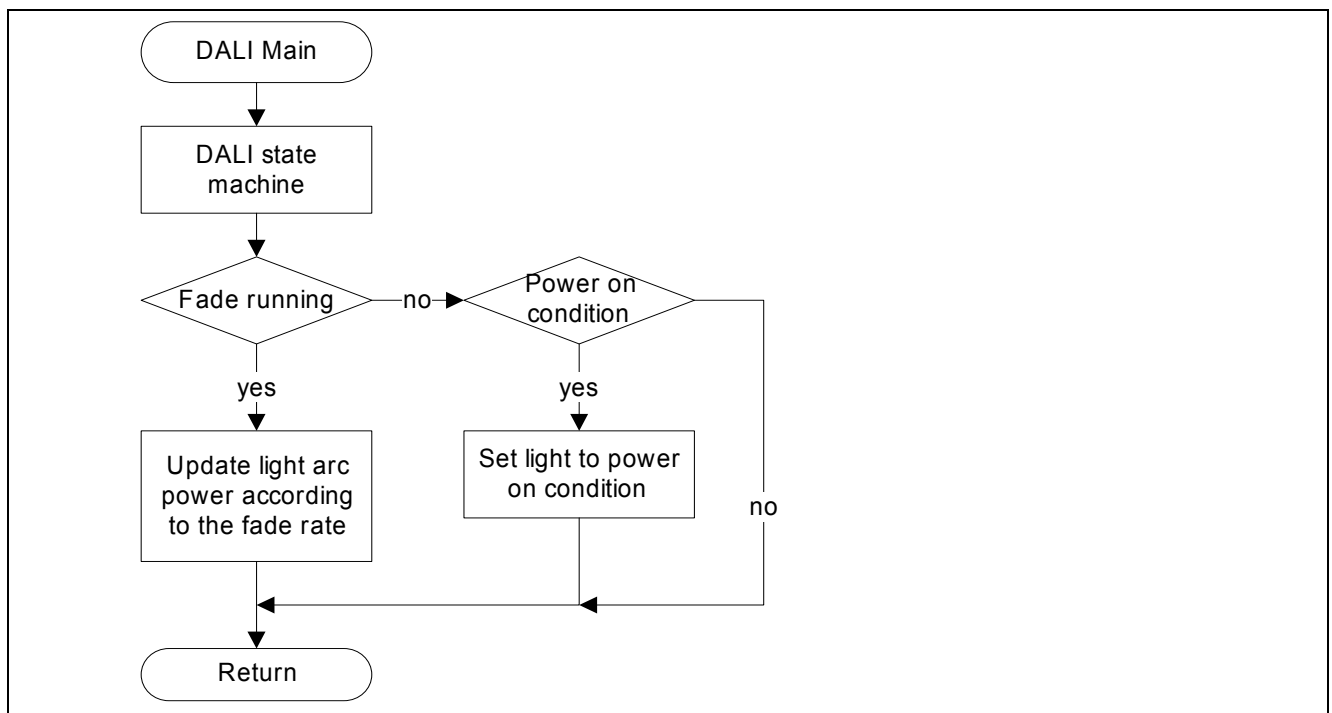 DALI Main
DALI state
machine
Fade running
no
Power on
condition
yes
yes
Update light arc
power according
to the fade rate
Set light to power
on condition
no
Return